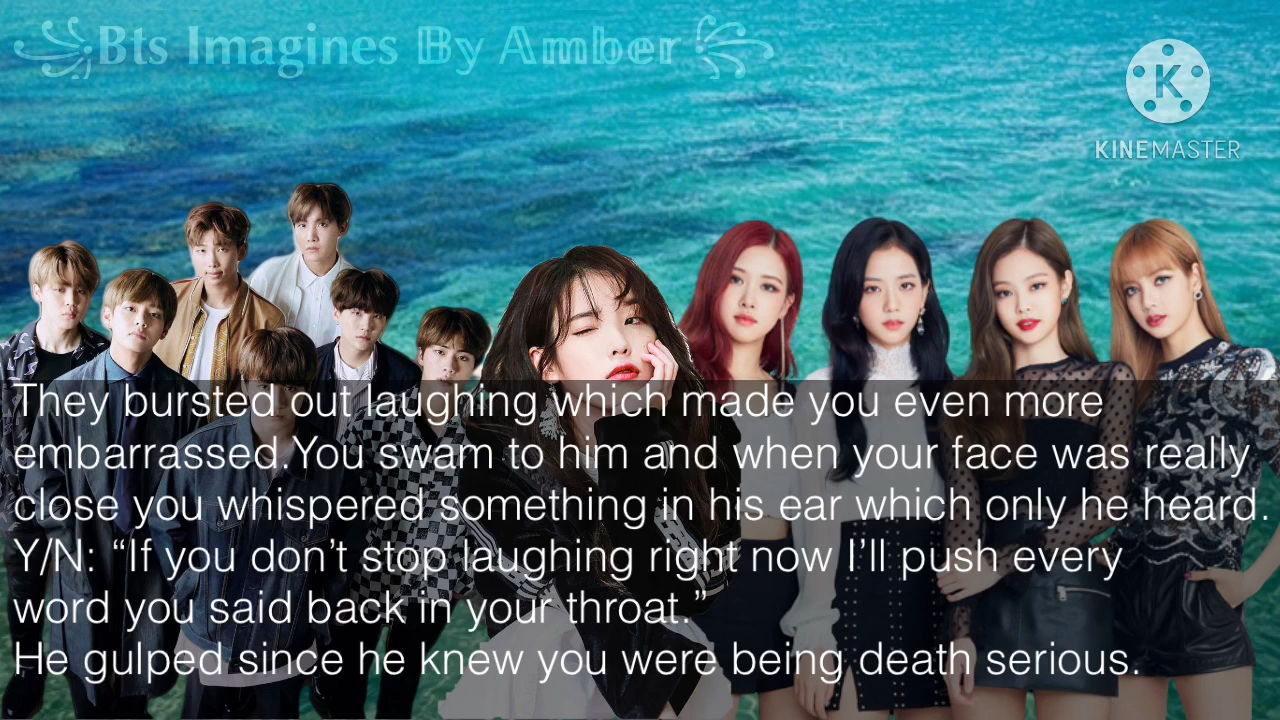 Bts Imagines By Amber
K
KINEMASTER
They bursted out laughing which made you even more
embarrassed.You swam to him and when your face was really
close you whispered something in his ear which only he heard.
Y/N: “If you don’t stop laughing right now I’ll push every
word you said back in your throat.”
He gulped since he knew you were being death serious.